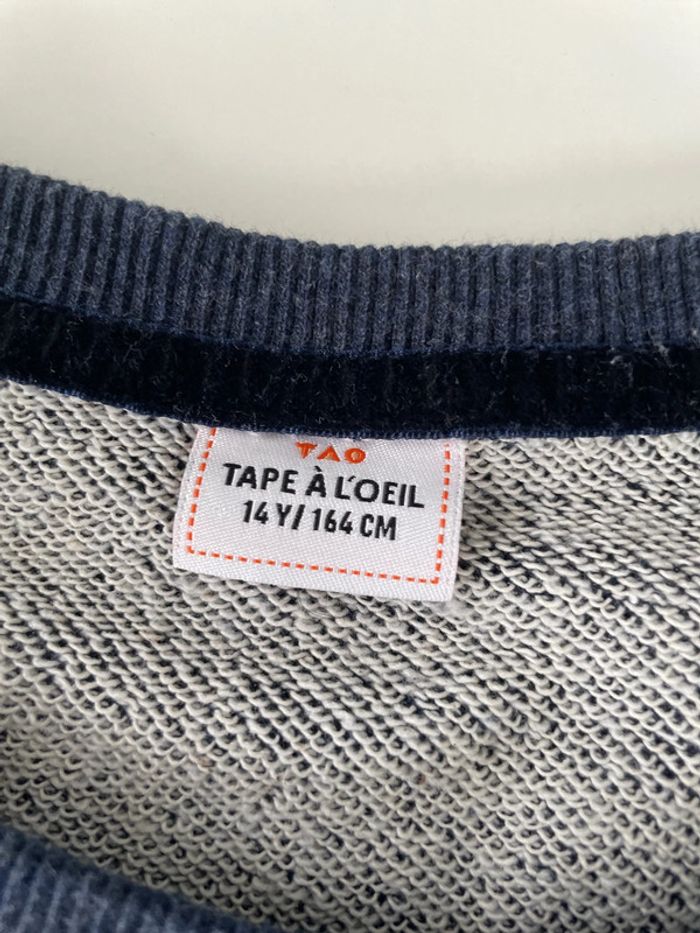 TAO
TAPE À L'OEIL
14 Y/ 164 CM